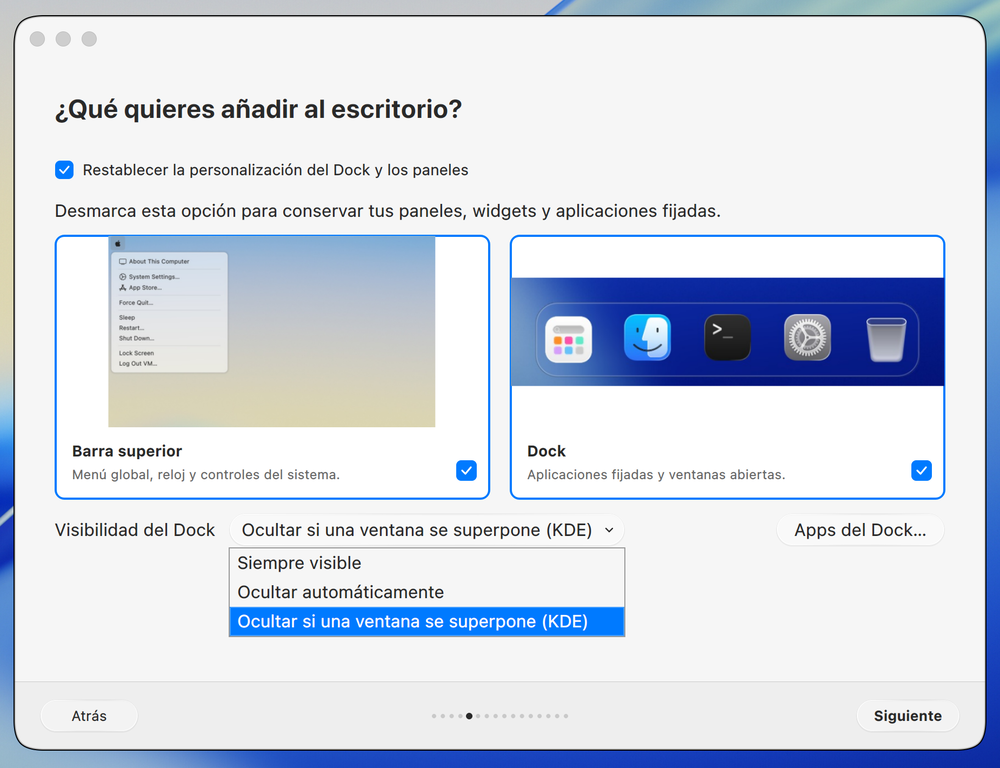 ¿Qué quieres añadir al escritorio?
Restablecer la personalización del Dock y los paneles
Desmarca esta opción para conservar tus paneles, widgets y aplicaciones fijadas.
About This Computer
System Settings...
App Store...
Force Quit...
Sleep
Restart...
Shut Down...
Lock Screen
Log Out VM...
Barra superior
Menú global, reloj y controles del sistema.
Dock
Aplicaciones fijadas y ventanas abiertas.
Visibilidad del Dock
Ocultar si una ventana se superpone (KDE)
Apps del Dock...
Siempre visible
Ocultar automáticamente
Ocultar si una ventana se superpone (KDE)
Atrás
Siguiente